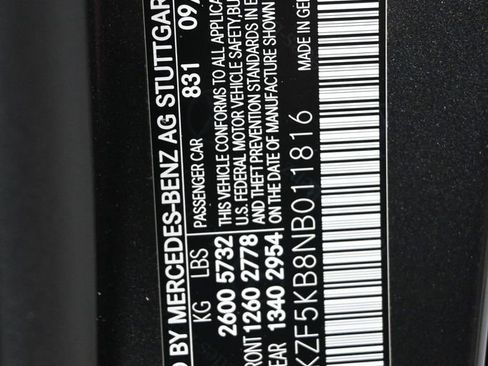 D BY MERCEDES-BENZ AG STUTTGAR
831 09/
KG LBS PASSENGER CAR
2600 5732 THIS VEHICLE CONFORMS TO ALL APPLICA
FRONT 1260 2778 U.S. FEDERAL MOTOR VEHICLE SAFETY, BU
AND THEFT PREVENTION STANDARDS IN E
EAR 1340 2954 ON THE DATE OF MANUFACTURE SHOWN
KZF5KB8NB011816 MADE IN GE